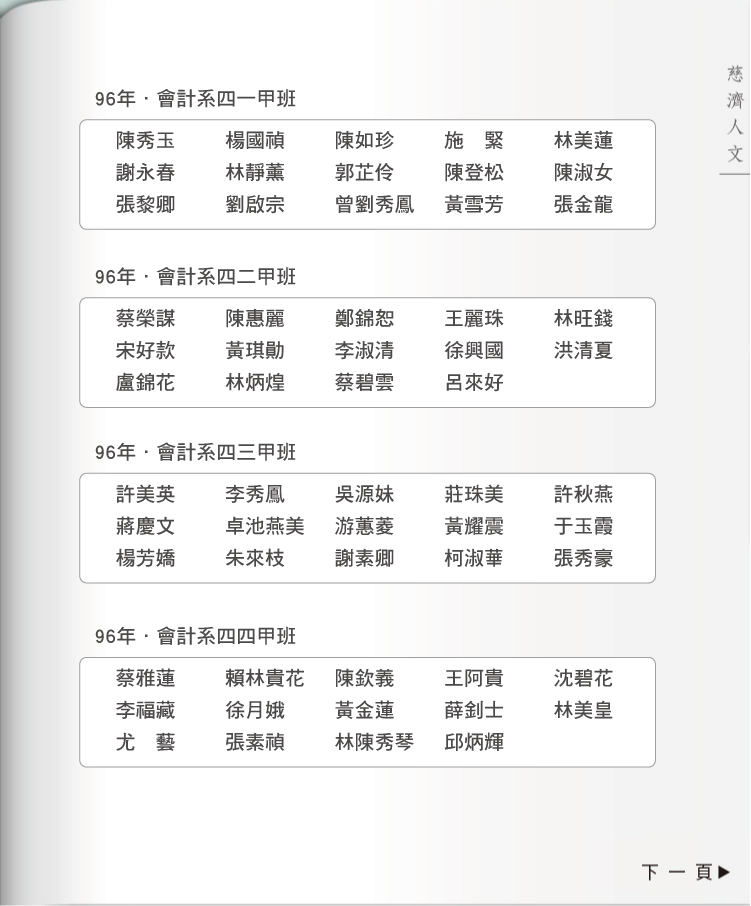 慈濟人文
96年·會計系四一甲班
陳秀玉 楊國禎 陳如珍 施 緊 林美蓮
謝永春 林靜薰 郭芷伶 陳登松 陳淑女
張黎卿 劉啟宗 曾劉秀鳳 黃雪芳 張金龍
96年·會計系四二甲班
蔡榮謀 陳惠麗 鄭錦恕 王麗珠 林旺錢
宋好款 黃琪勛 李淑清 徐興國 洪清夏
盧錦花 林炳煌 蔡碧雲 呂來好
96年·會計系四三甲班
許美英 李秀鳳 吳源妹 莊珠美 許秋燕
蔣慶文 卓池燕美 游蕙菱 黃耀震 于玉霞
楊芳嬌 朱來枝 謝素卿 柯淑華 張秀豪
96年·會計系四四甲班
蔡雅蓮 賴林貴花 陳欽義 王阿貴 沈碧花
李福藏 徐月娥 黃金蓮 薛釗士 林美皇
尤 藝 張素禎 林陳秀琴 邱炳輝
下一頁▶